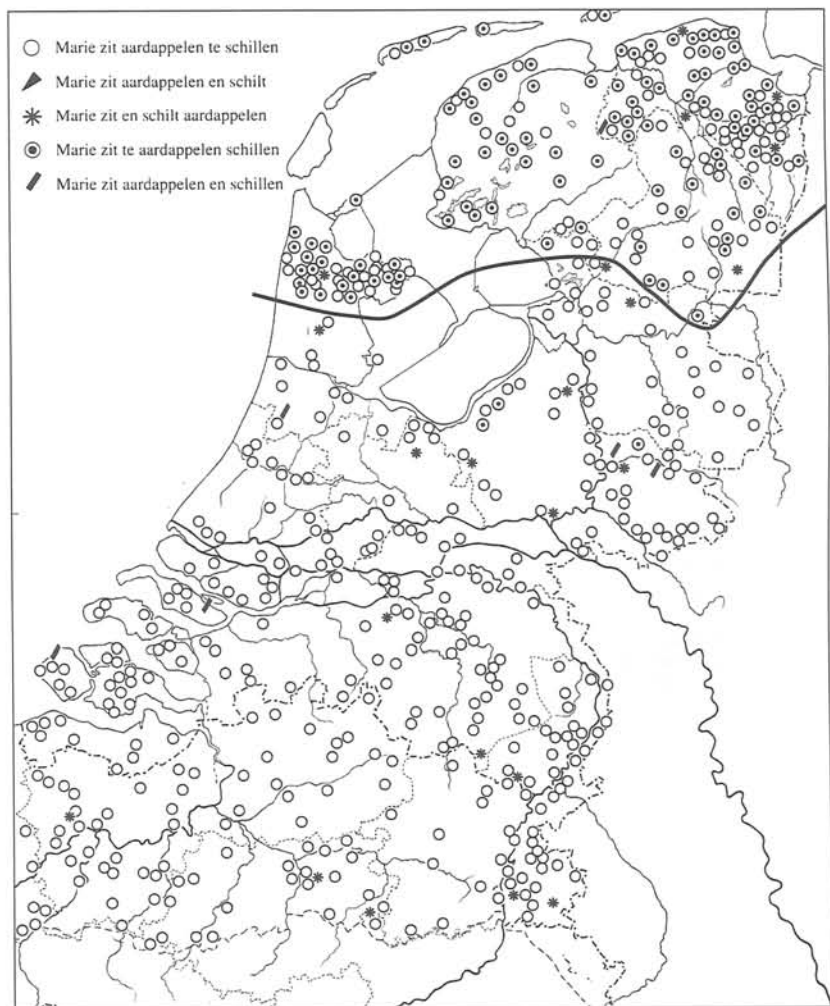 Marie zit aardappelen te schillen
Marie zit aardappelen en schilt
Marie zit en schilt aardappelen
Marie zit te aardappelen schillen
Marie zit aardappelen en schillen